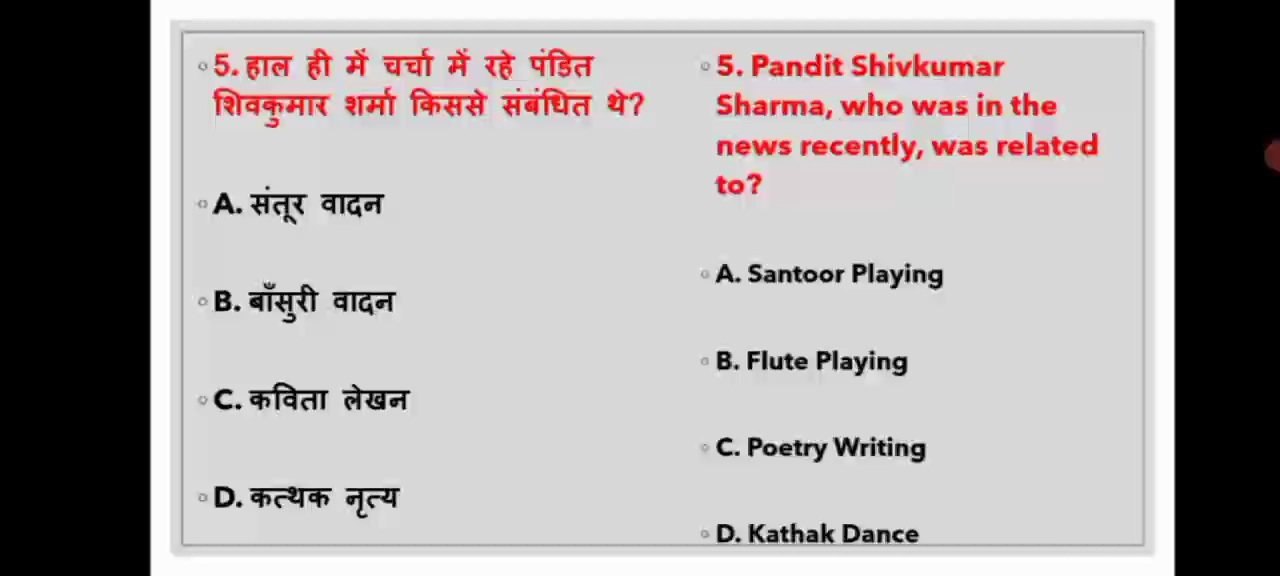 5. हाल ही में चर्चा में रहे पंडित
शिवकुमार शर्मा किससे संबंधित थे?
A. संतूर वादन
B. बाँसुरी वादन
C. कविता लेखन
D. कत्थक नृत्य
5. Pandit Shivkumar
Sharma, who was in the
news recently, was related
to?
A. Santoor Playing
B. Flute Playing
C. Poetry Writing
D. Kathak Dance